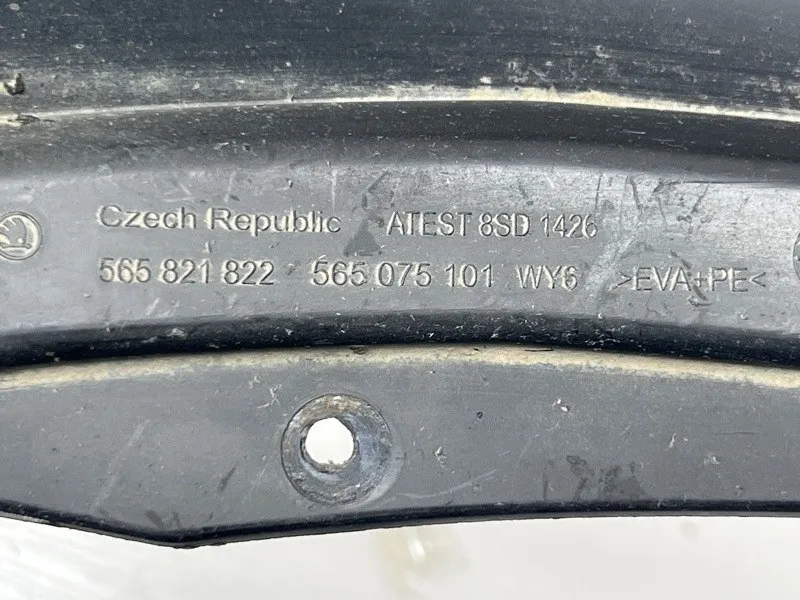 Czech Republic ATEST 8SD 1426
565 821 822 565 075 101 WY6 >EVA+PE<